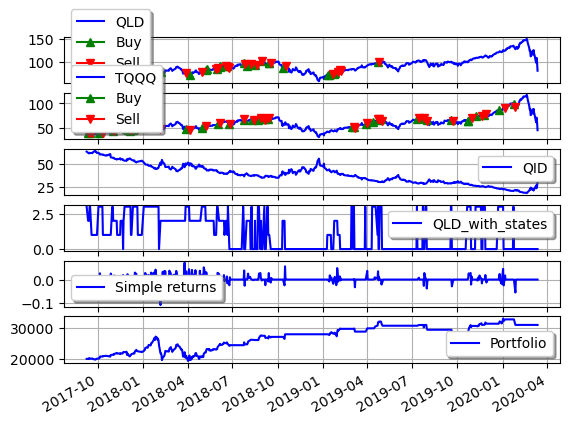 QLD
Buy
Sell
150
100
TQQQ
Buy
Sell
100
50
QID
50
25
QLD_with_states
2.5
0.0
Simple returns
0.0
−0.1
Portfolio
30000
20000
2017-10
2018-01
2018-04
2018-07
2018-10
2019-01
2019-04
2019-07
2019-10
2020-01
2020-04